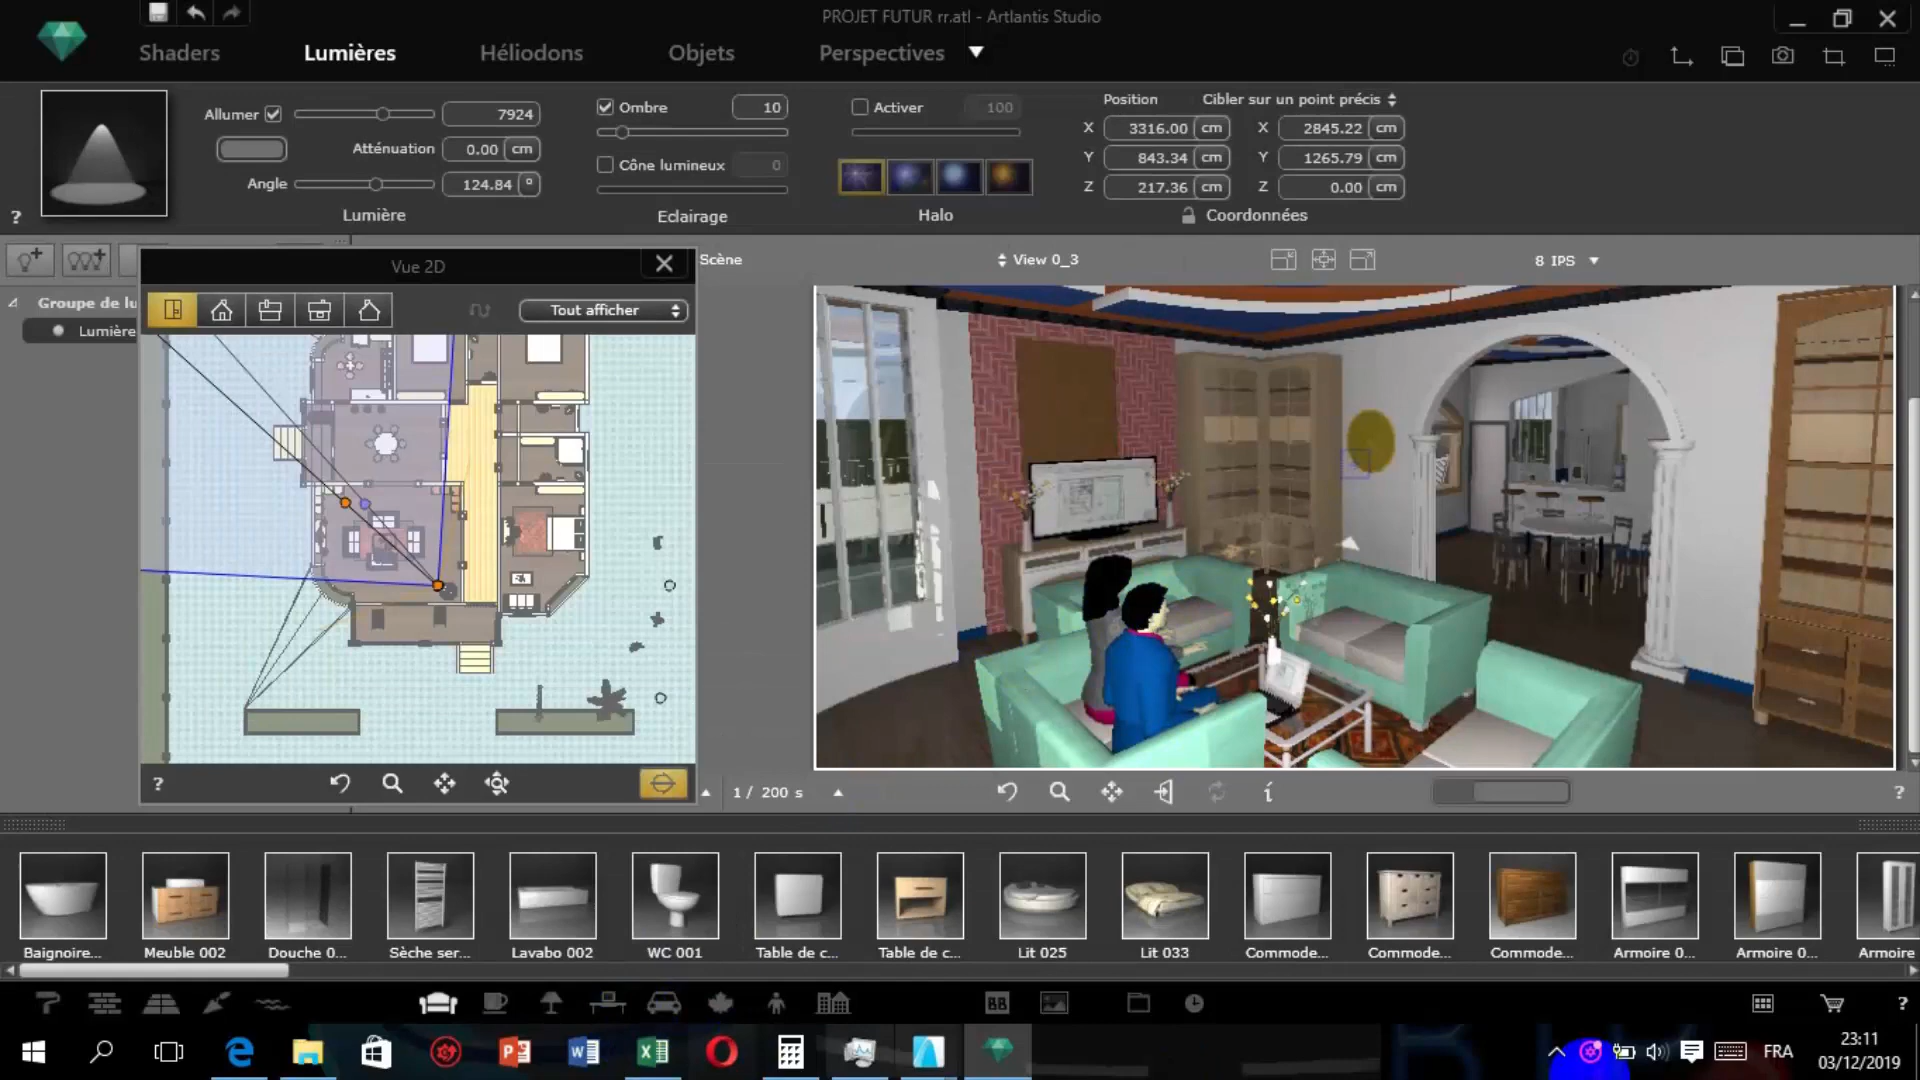 PROJET FUTUR rr.atl - Artlantis Studio
Shaders
Lumières
Héliodons
Objets
Perspectives
Allumer
7924
Atténuation
0.00 cm
Angle
124.84 °
Lumière
Ombre
10
Cône lumineux
0
Eclairage
Activer
100
Halo
Position
Cibler sur un point précis
X 3316.00 cm
X 2845.22 cm
Y 843.34 cm
Y 1265.79 cm
Z 217.36 cm
Z 0.00 cm
Coordonnées
?
Vue 2D
Scène
View 0_3
8 IPS
Groupe de lu
Lumière
Tout afficher
?
1 / 200 s
i
?
Baignoire...
Meuble 002
Douche 0...
Sèche ser...
Lavabo 002
WC 001
Table de c...
Table de c...
Lit 025
Lit 033
Commode...
Commode...
Commode...
Armoire 0...
Armoire 0...
Armoire
BB
?
FRA
23:11
03/12/2019